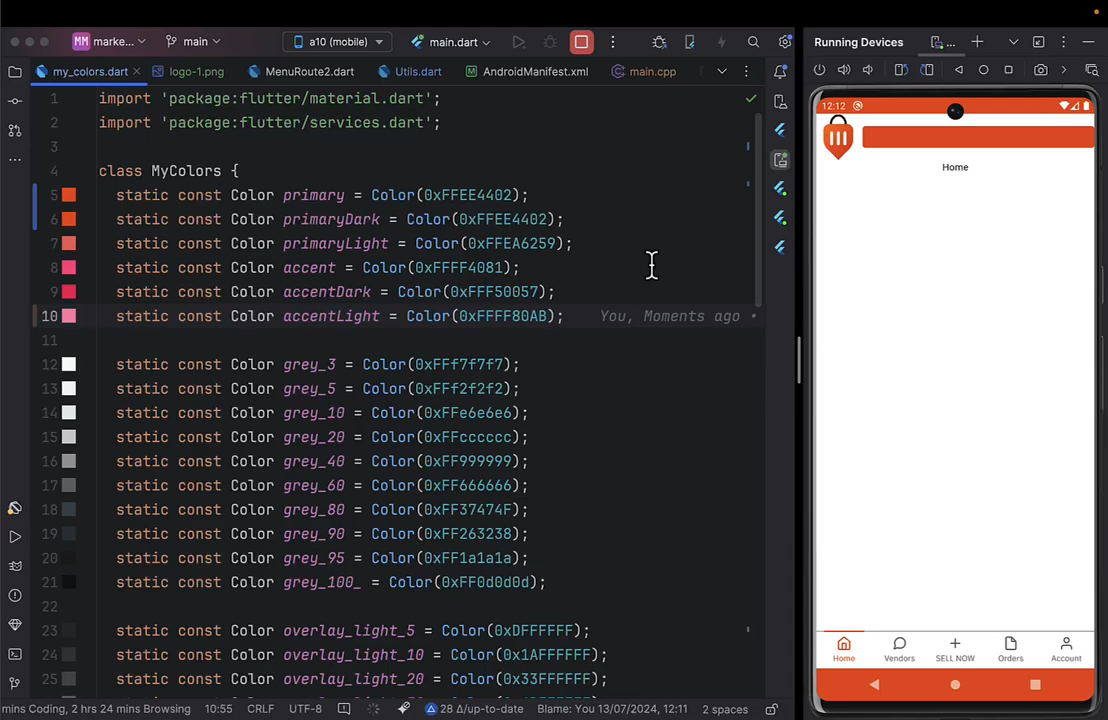 MM marke... main a10 (mobile) main.dart
my_colors.dart logo-1.png MenuRoute2.dart Utils.dart AndroidManifest.xml main.cpp
1 import 'package:flutter/material.dart';
2 import 'package:flutter/services.dart';
3
4 class MyColors {
5 static const Color primary = Color(0xFFEE4402);
6 static const Color primaryDark = Color(0xFFEE4402);
7 static const Color primaryLight = Color(0xFFEA6259);
8 static const Color accent = Color(0xFFFF4081);
9 static const Color accentDark = Color(0xFFF50057);
10 static const Color accentLight = Color(0xFFFF80AB); You, Moments ago •
11
12 static const Color grey_3 = Color(0xFFf7f7f7);
13 static const Color grey_5 = Color(0xFFf2f2f2);
14 static const Color grey_10 = Color(0xFFe6e6e6);
15 static const Color grey_20 = Color(0xFFcccccc);
16 static const Color grey_40 = Color(0xFF999999);
17 static const Color grey_60 = Color(0xFF666666);
18 static const Color grey_80 = Color(0xFF37474F);
19 static const Color grey_90 = Color(0xFF263238);
20 static const Color grey_95 = Color(0xFF1a1a1a);
21 static const Color grey_100_ = Color(0xFF0d0d0d);
22
23 static const Color overlay_light_5 = Color(0xDFFFFFF);
24 static const Color overlay_light_10 = Color(0x1AFFFFFF);
25 static const Color overlay_light_20 = Color(0x33FFFFFF);
mins Coding, 2 hrs 24 mins Browsing 10:55 CRLF UTF-8 28 Δ/up-to-date Blame: You 13/07/2024, 12:11 2 spaces
Running Devices ...
12:12
Home
Home Vendors SELL NOW Orders Account